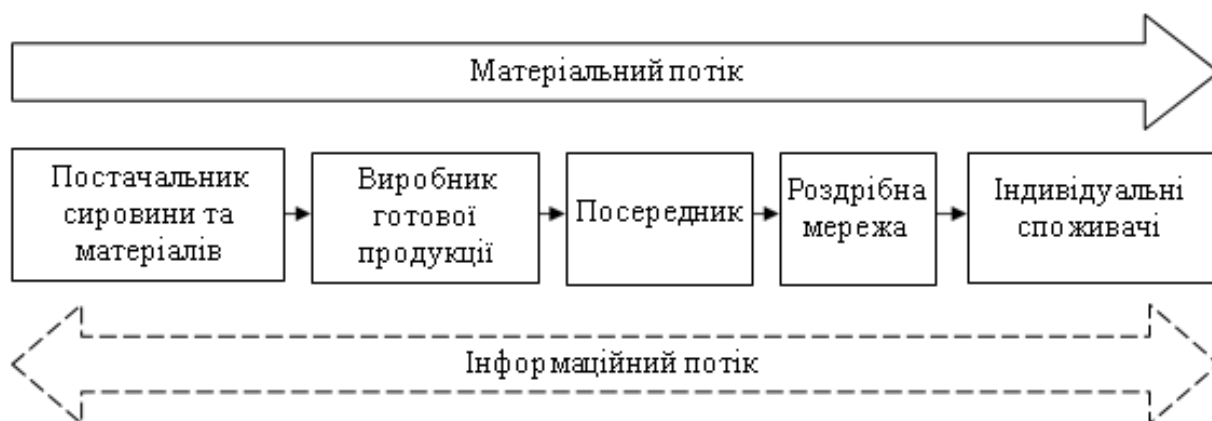 Матеріальний потік
Постачальник
сировини та
матеріалів
Виробник
готової
продукції
Посередник
Роздрібна
мережа
Індивідуальні
споживачі
Інформаційний потік